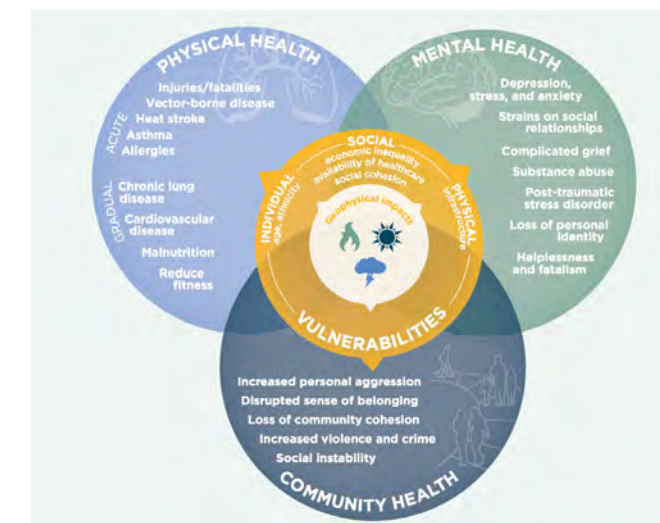 PHYSICAL HEALTH
ACUTE
Injuries/fatalities
Vector-borne disease
Heat stroke
Asthma
Allergies
GRADUAL
Chronic lung
disease
Cardiovascular
disease
Malnutrition
Reduce
fitness
MENTAL HEALTH
Depression,
stress, and anxiety
Strains on social
relationships
Complicated grief
Substance abuse
Post-traumatic
stress disorder
Loss of personal
identity
Helplessness
and fatalism
SOCIAL
economic inequality
availability of healthcare
social cohesion
INDIVIDUAL
age, ethnicity
PHYSICAL
infrastructure
Geophysical impacts
VULNERABILITIES
Increased personal aggression
Disrupted sense of belonging
Loss of community cohesion
Increased violence and crime
Social instability
COMMUNITY HEALTH